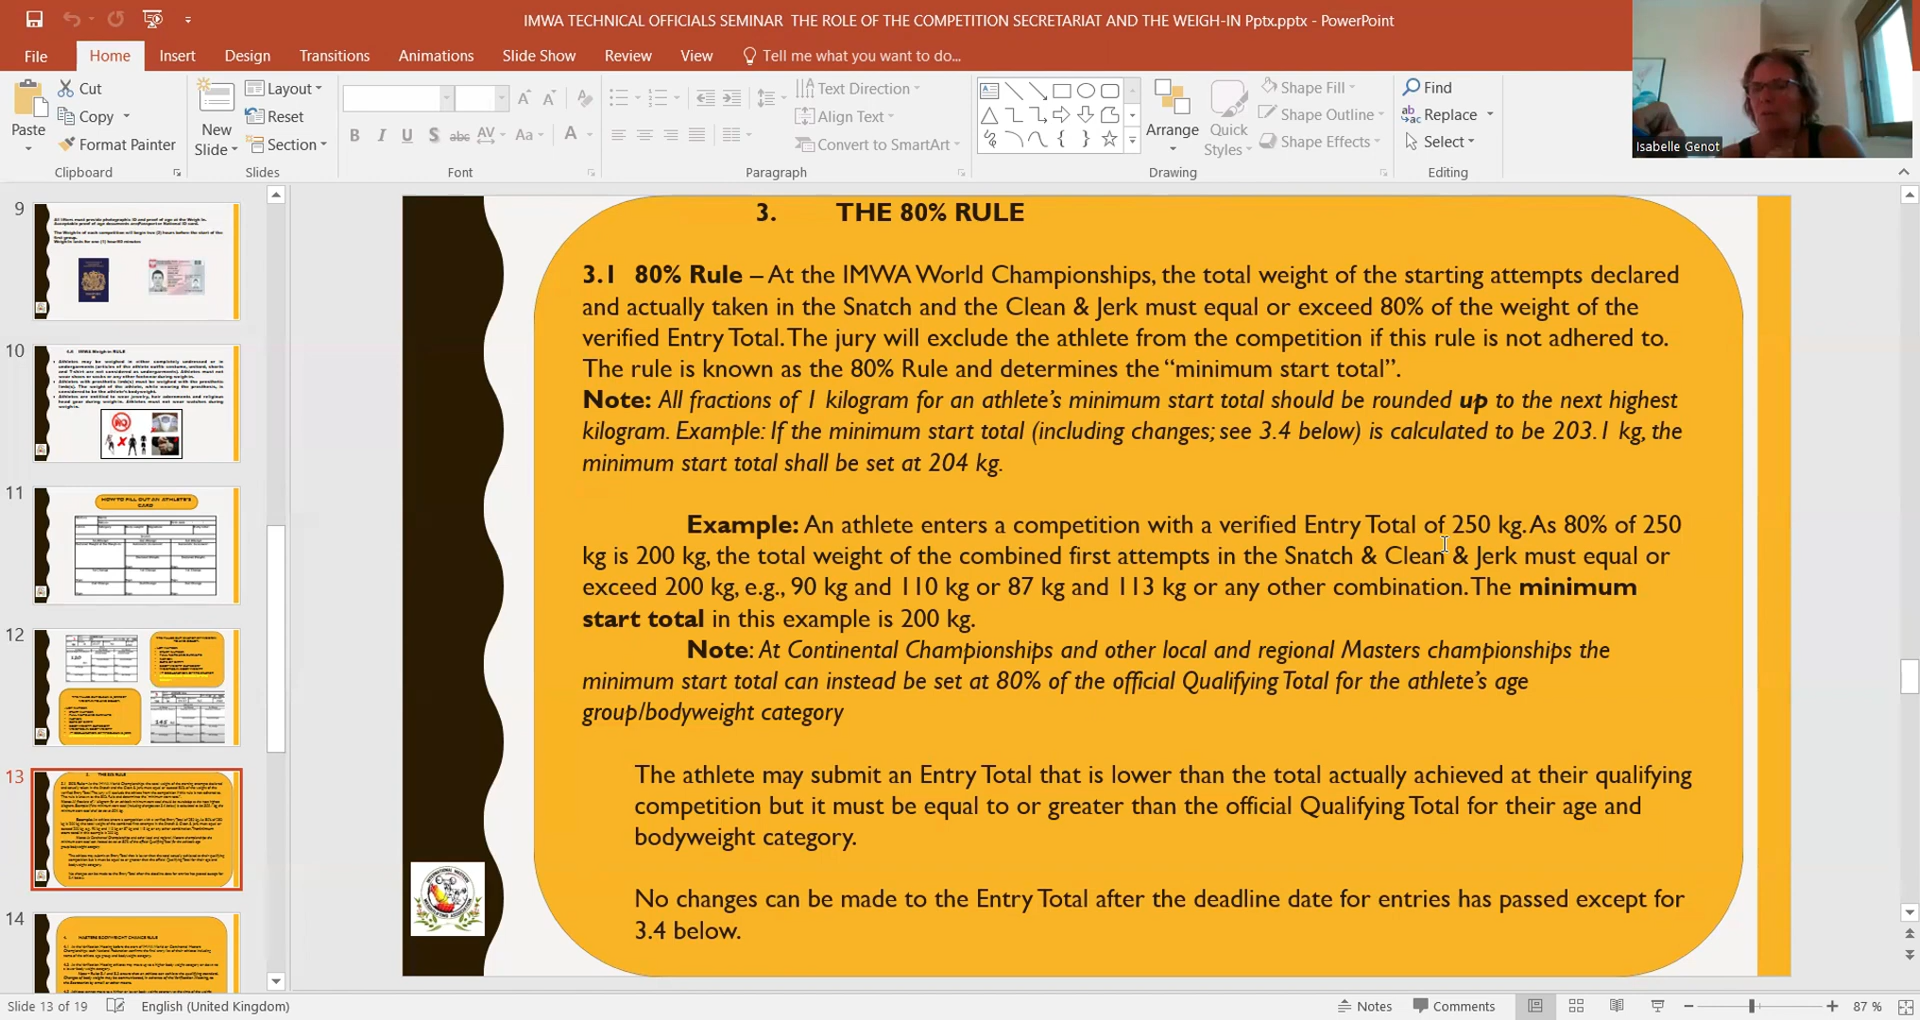 IMWA TECHNICAL OFFICIALS SEMINAR  THE ROLE OF THE COMPETITION SECRETARIAT AND THE WEIGH-IN Pptx.pptx - PowerPoint
File Home Insert Design Transitions Animations Slide Show Review View Tell me what you want to do...
Paste
Cut
Copy
Format Painter
Clipboard
New
Slide
Layout
Reset
Section
Slides
B I U S abc AV Aa A
Font
Text Direction
Align Text
Convert to SmartArt
Paragraph
Arrange
Quick
Styles
Shape Fill
Shape Outline
Shape Effects
Drawing
Find
Replace
Select
Editing
Isabelle Genot
9
10
11
HOW TO FILL OUT AN ATHLETE'S
CARD
12
13
14
3. THE 80% RULE
3.1 80% Rule – At the IMWA World Championships, the total weight of the starting attempts declared
and actually taken in the Snatch and the Clean & Jerk must equal or exceed 80% of the weight of the
verified Entry Total. The jury will exclude the athlete from the competition if this rule is not adhered to.
The rule is known as the 80% Rule and determines the “minimum start total”.
Note: All fractions of 1 kilogram for an athlete’s minimum start total should be rounded up to the next highest
kilogram. Example: If the minimum start total (including changes; see 3.4 below) is calculated to be 203.1 kg, the
minimum start total shall be set at 204 kg.
Example: An athlete enters a competition with a verified Entry Total of 250 kg. As 80% of 250
kg is 200 kg, the total weight of the combined first attempts in the Snatch & Clean & Jerk must equal or
exceed 200 kg, e.g., 90 kg and 110 kg or 87 kg and 113 kg or any other combination. The minimum
start total in this example is 200 kg.
Note: At Continental Championships and other local and regional Masters championships the
minimum start total can instead be set at 80% of the official Qualifying Total for the athlete’s age
group/bodyweight category
The athlete may submit an Entry Total that is lower than the total actually achieved at their qualifying
competition but it must be equal to or greater than the official Qualifying Total for their age and
bodyweight category.
No changes can be made to the Entry Total after the deadline date for entries has passed except for
3.4 below.
Slide 13 of 19 English (United Kingdom) Notes Comments 87 %